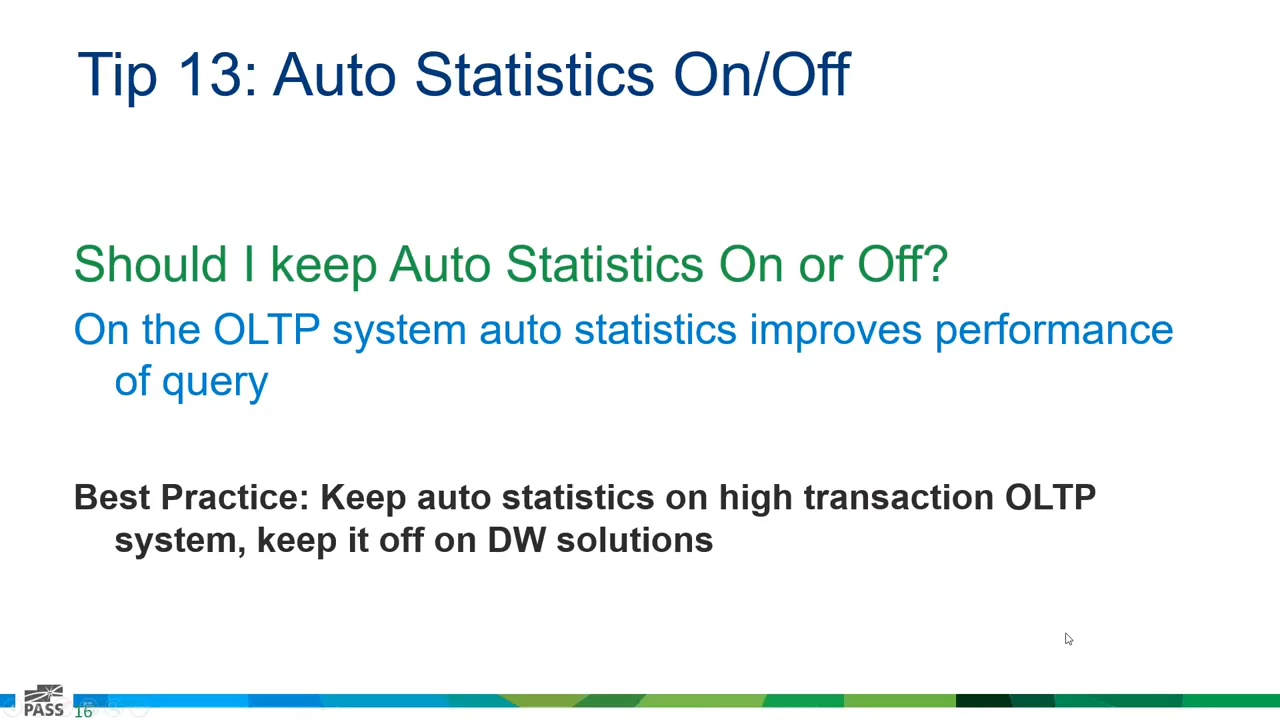 Tip 13: Auto Statistics On/Off
Should I keep Auto Statistics On or Off?
On the OLTP system auto statistics improves performance
of query
Best Practice: Keep auto statistics on high transaction OLTP
system, keep it off on DW solutions
PASS
16